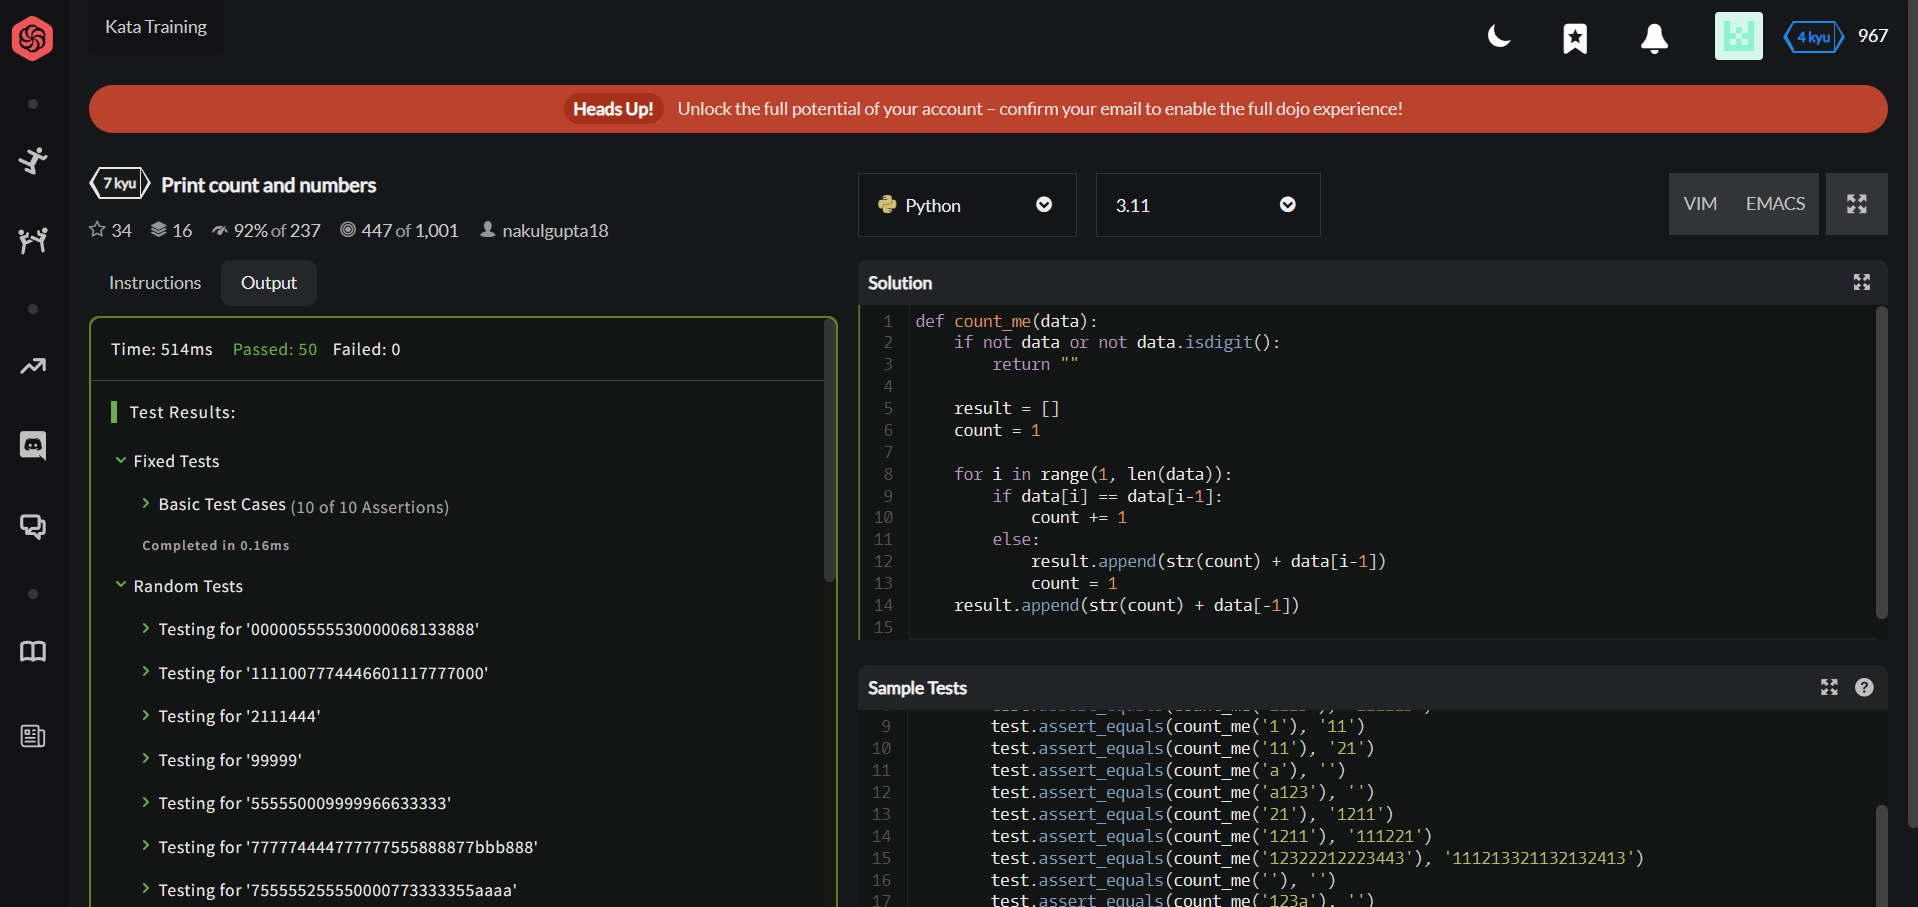 Kata Training
4 kyu
967
Heads Up! Unlock the full potential of your account – confirm your email to enable the full dojo experience!
7 kyu Print count and numbers
34 16 92% of 237 447 of 1,001 nakulgupta18
Python
3.11
VIM EMACS
Instructions Output
Time: 514ms Passed: 50 Failed: 0
Test Results:
Fixed Tests
Basic Test Cases (10 of 10 Assertions)
Completed in 0.16ms
Random Tests
Testing for '000005555530000068133888'
Testing for '1111007774446601117777000'
Testing for '2111444'
Testing for '99999'
Testing for '555550009999966633333'
Testing for '777774444777777555888877bbb888'
Testing for '755555255550000773333355aaaa'
Solution
1 def count_me(data):
2 if not data or not data.isdigit():
3 return ""
4
5 result = []
6 count = 1
7
8 for i in range(1, len(data)):
9 if data[i] == data[i-1]:
10 count += 1
11 else:
12 result.append(str(count) + data[i-1])
13 count = 1
14 result.append(str(count) + data[-1])
15
Sample Tests
9 test.assert_equals(count_me('1'), '11')
10 test.assert_equals(count_me('11'), '21')
11 test.assert_equals(count_me('a'), '')
12 test.assert_equals(count_me('a123'), '')
13 test.assert_equals(count_me('21'), '1211')
14 test.assert_equals(count_me('1211'), '111221')
15 test.assert_equals(count_me('12322212223443'), '111213321132132413')
16 test.assert_equals(count_me(''), '')
17 test.assert_equals(count_me('123a'), '')